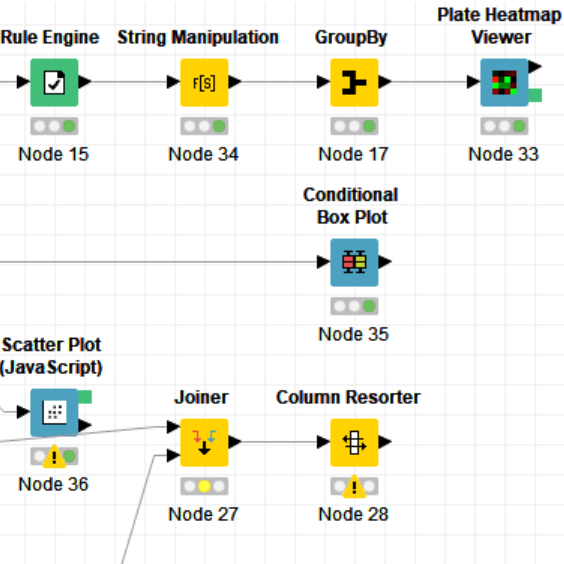 Plate Heatmap
Rule Engine String Manipulation GroupBy Viewer
F[S]
Node 15 Node 34 Node 17 Node 33
Conditional
Box Plot
Node 35
Scatter Plot
(JavaScript)
Joiner Column Resorter
Node 36
Node 27 Node 28